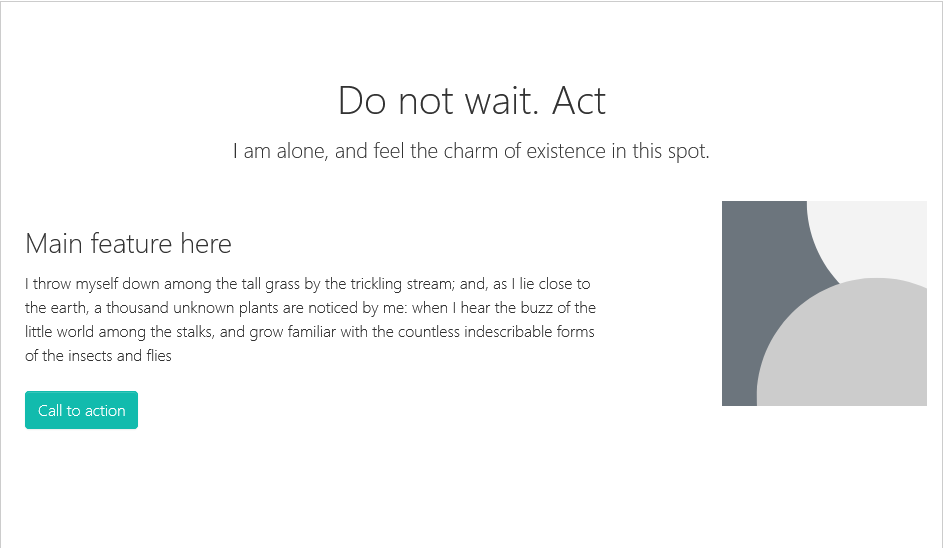 Do not wait. Act
I am alone, and feel the charm of existence in this spot.
Main feature here
I throw myself down among the tall grass by the trickling stream; and, as I lie close to
the earth, a thousand unknown plants are noticed by me: when I hear the buzz of the
little world among the stalks, and grow familiar with the countless indescribable forms
of the insects and flies
Call to action